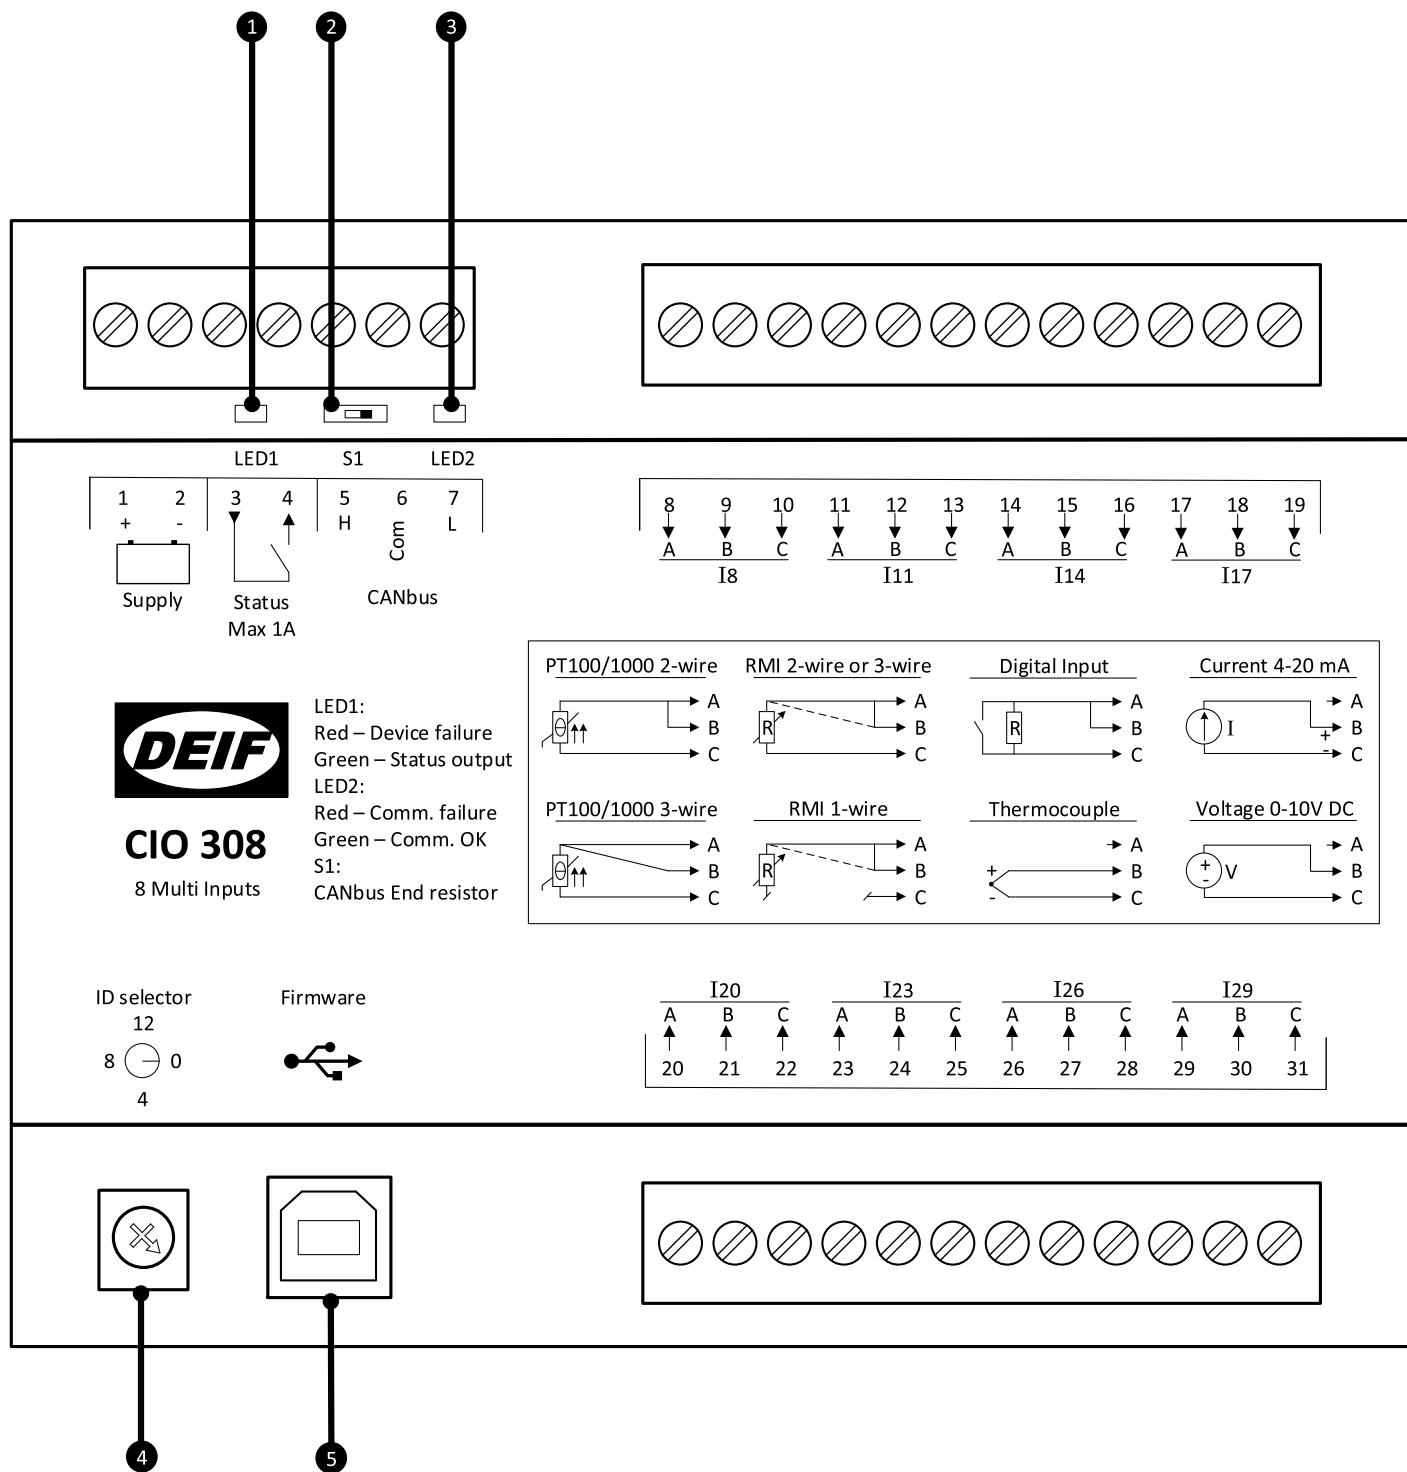 1 2 3
LED1 S1 LED2
1 2 3 4 5 6 7
+ - H Com L
Supply Status CANbus
Max 1A
8 9 10 11 12 13 14 15 16 17 18 19
A B C A B C A B C A B C
I8 I11 I14 I17
DEIF
CIO 308
8 Multi Inputs
LED1:
Red – Device failure
Green – Status output
LED2:
Red – Comm. failure
Green – Comm. OK
S1:
CANbus End resistor
PT100/1000 2-wire RMI 2-wire or 3-wire Digital Input Current 4-20 mA
A A A A
R R I B B B + B
C C C - C
PT100/1000 3-wire RMI 1-wire Thermocouple Voltage 0-10V DC
A A A A
B R B + B + - V B
C C - C C
ID selector Firmware
12
8 0
4
I20 I23 I26 I29
A B C A B C A B C A B C
20 21 22 23 24 25 26 27 28 29 30 31
4 5